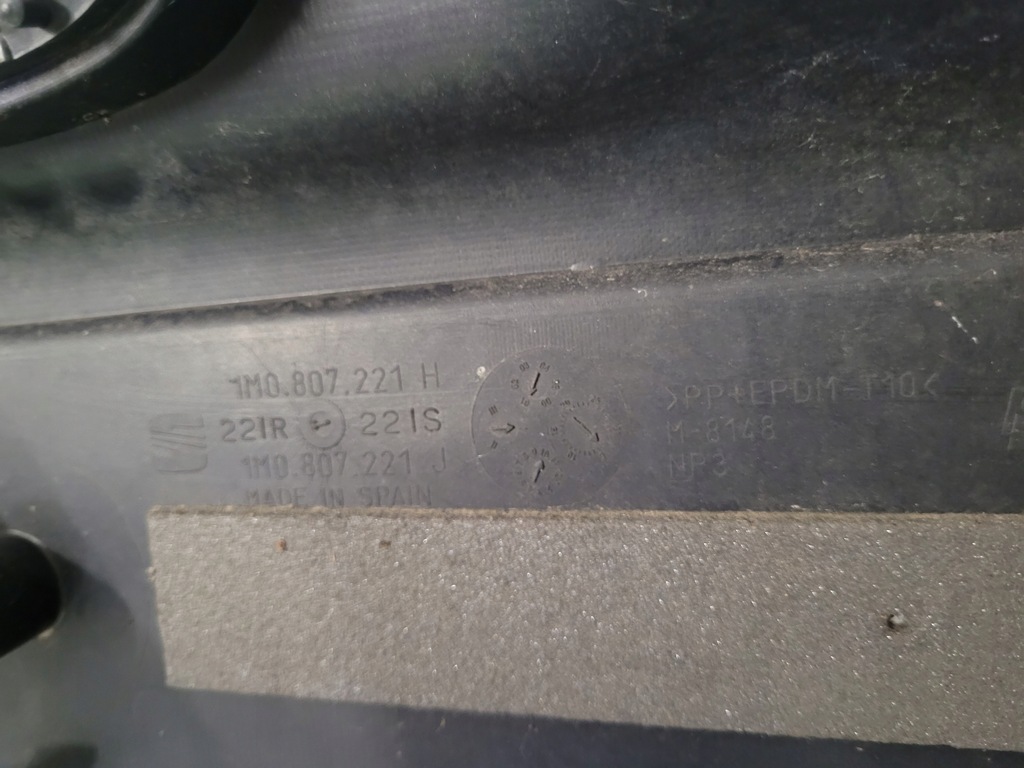 1M0.807.221 H
221R 221S
1M0.807.221 J
MADE IN SPAIN
>PP+EPDM-T10<
M-8148
NP3